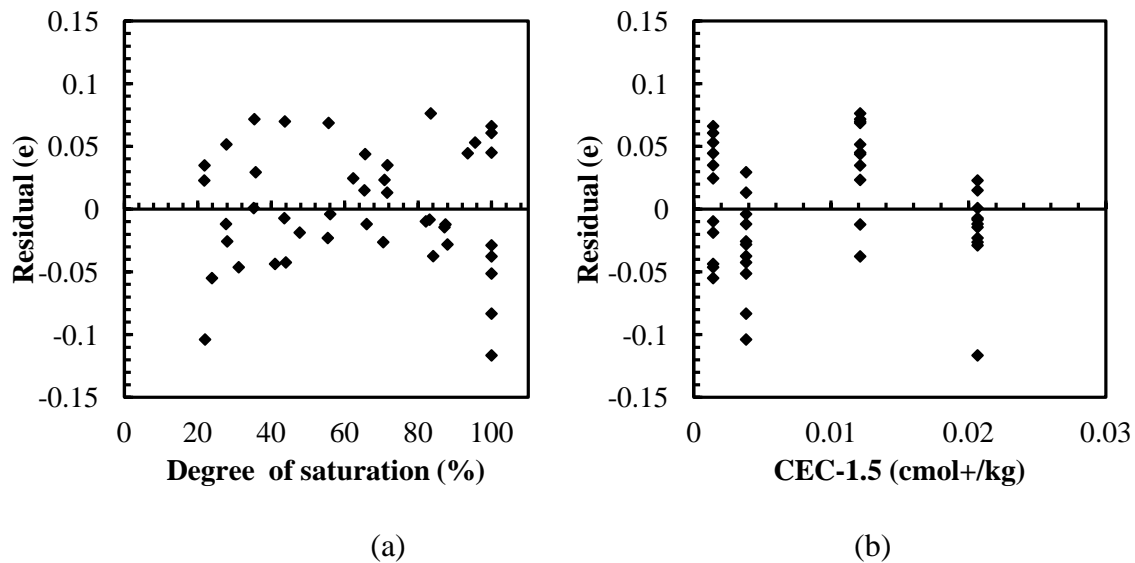 0.15
0.1
0.05
0
-0.05
-0.1
-0.15
Residual (e)
0 20 40 60 80 100
Degree of saturation (%)
(a)
0.15
0.1
0.05
0
-0.05
-0.1
-0.15
Residual (e)
0 0.01 0.02 0.03
CEC-1.5 (cmol+/kg)
(b)